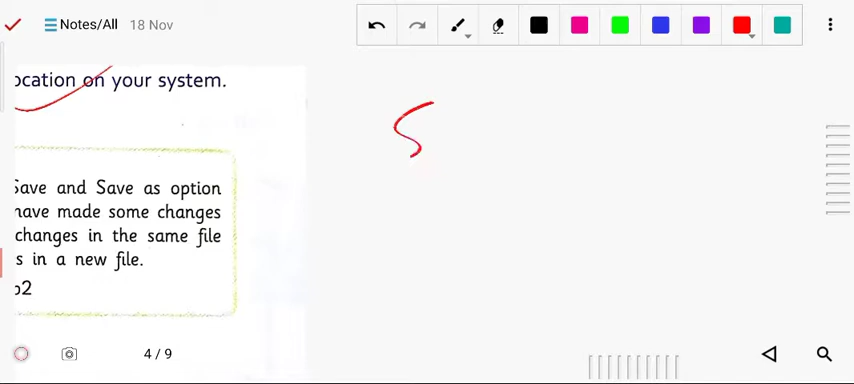 Notes/All 18 Nov
ocation on your system.
S
Save and Save as option
have made some changes
changes in the same file
s in a new file.
b2
4 / 9